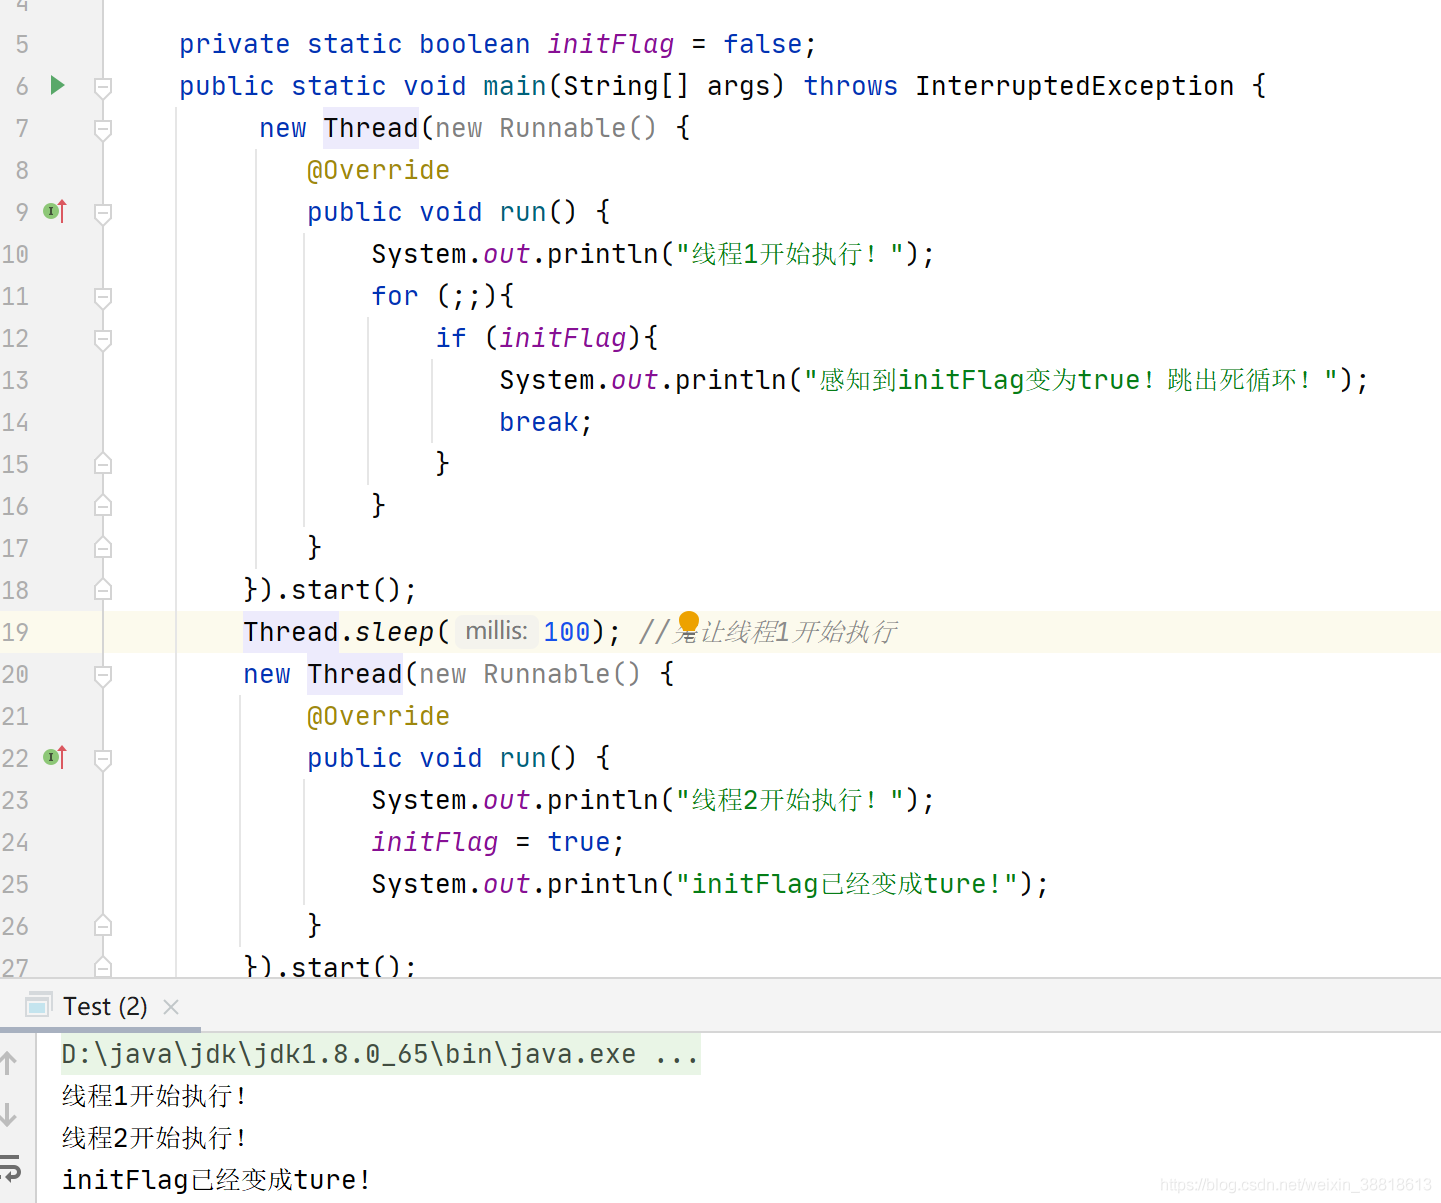 4
5 private static boolean initFlag = false;
6 public static void main(String[] args) throws InterruptedException {
7 new Thread(new Runnable() {
8 @Override
9 public void run() {
10 System.out.println("线程1开始执行！");
11 for (;;){
12 if (initFlag){
13 System.out.println("感知到initFlag变为true！跳出死循环！");
14 break;
15 }
16 }
17 }
18 }).start();
19 Thread.sleep( millis: 100); //先让线程1开始执行
20 new Thread(new Runnable() {
21 @Override
22 public void run() {
23 System.out.println("线程2开始执行！");
24 initFlag = true;
25 System.out.println("initFlag已经变成ture!");
26 }
27 }).start();
Test (2)
D:\java\jdk\jdk1.8.0_65\bin\java.exe ...
线程1开始执行！
线程2开始执行！
initFlag已经变成ture!
https://blog.csdn.net/weixin_38818613